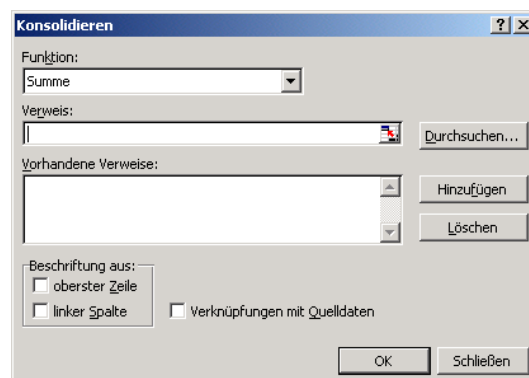 Konsolidieren
Funktion:
Summe
Verweis:
Durchsuchen...
Vorhandene Verweise:
Hinzufügen
Löschen
Beschriftung aus:
oberster Zeile
linker Spalte
Verknüpfungen mit Quelldaten
OK
Schließen